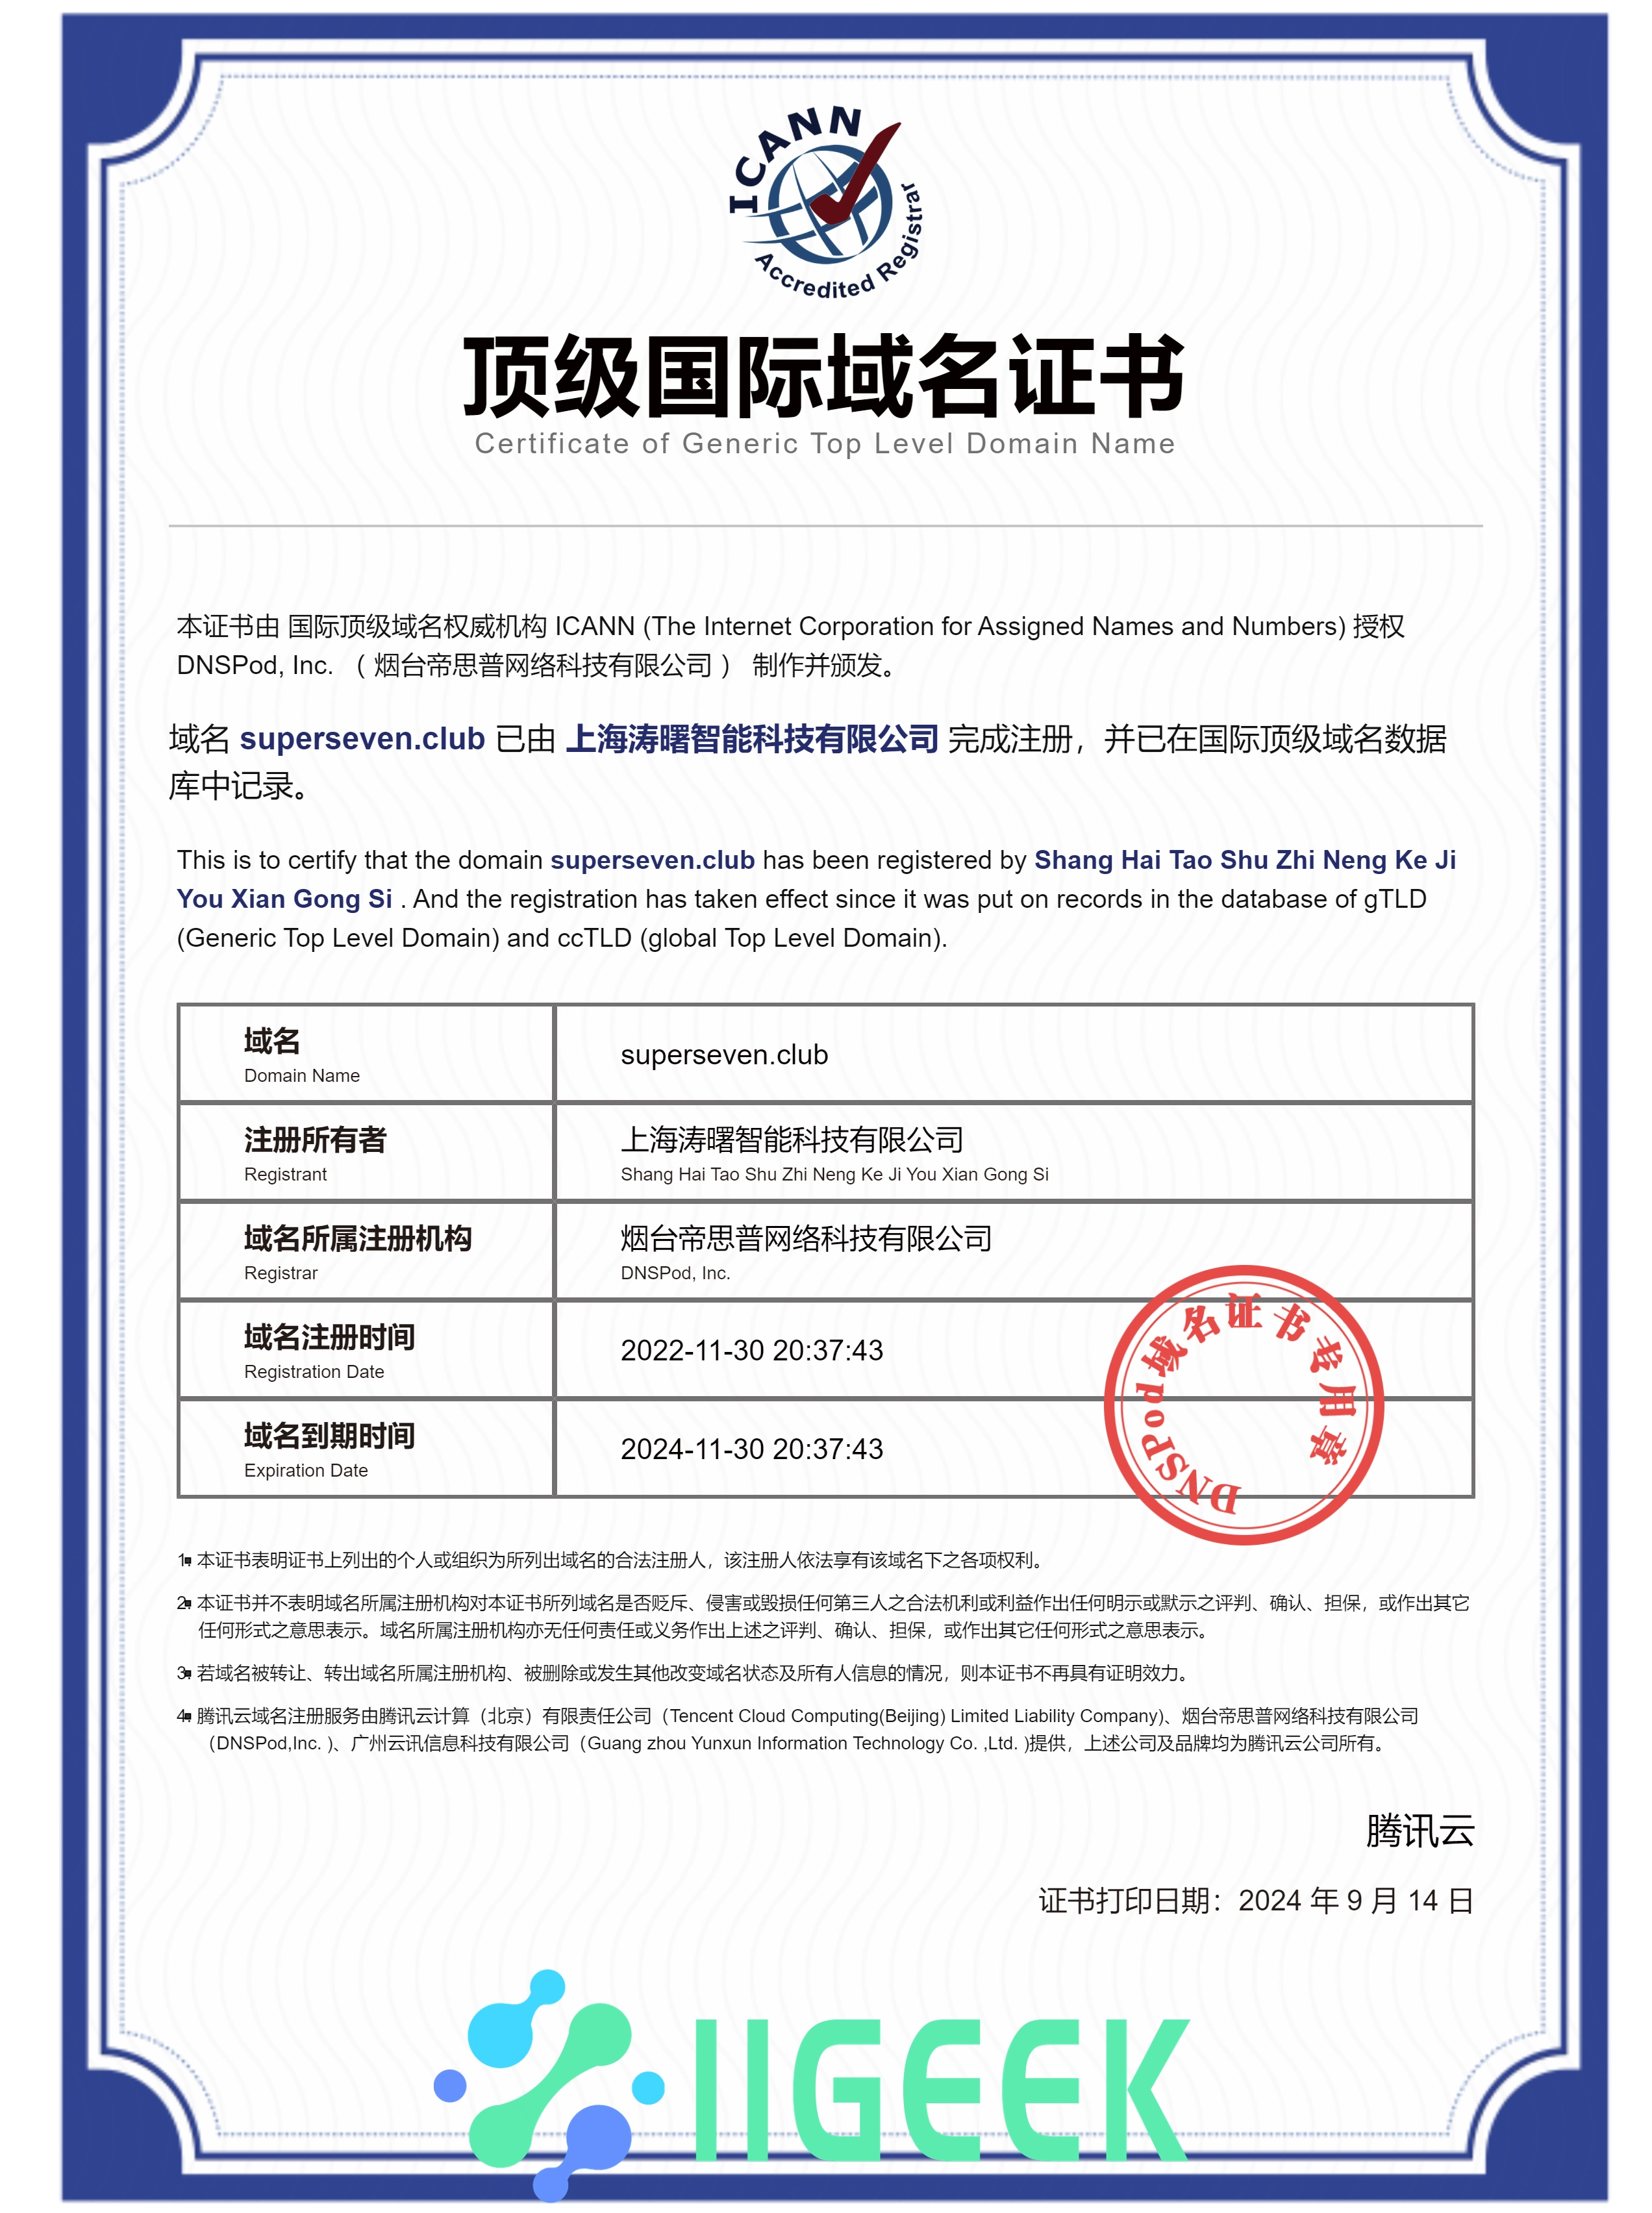 ICANN
Accredited Registrar
顶级国际域名证书
Certificate of Generic Top Level Domain Name
本证书由 国际顶级域名权威机构 ICANN (The Internet Corporation for Assigned Names and Numbers) 授权
DNSPod, Inc. （ 烟台帝思普网络科技有限公司 ） 制作并颁发。
域名 superseven.club 已由 上海涛曙智能科技有限公司 完成注册，并已在国际顶级域名数据
库中记录。
This is to certify that the domain superseven.club has been registered by Shang Hai Tao Shu Zhi Neng Ke Ji
You Xian Gong Si . And the registration has taken effect since it was put on records in the database of gTLD
(Generic Top Level Domain) and ccTLD (global Top Level Domain).
域名
Domain Name
superseven.club
注册所有者
Registrant
上海涛曙智能科技有限公司
Shang Hai Tao Shu Zhi Neng Ke Ji You Xian Gong Si
域名所属注册机构
Registrar
烟台帝思普网络科技有限公司
DNSPod, Inc.
域名注册时间
Registration Date
2022-11-30 20:37:43
域名到期时间
Expiration Date
2024-11-30 20:37:43
DNSPod域名证书专用章
1. 本证书表明证书上列出的个人或组织为所列出域名的合法注册人，该注册人依法享有该域名下之各项权利。
2. 本证书并不表明域名所属注册机构对本证书所列域名是否贬斥、侵害或毁损任何第三人之合法机利或利益作出任何明示或默示之评判、确认、担保，或作出其它
任何形式之意思表示。域名所属注册机构亦无任何责任或义务作出上述之评判、确认、担保，或作出其它任何形式之意思表示。
3. 若域名被转让、转出域名所属注册机构、被删除或发生其他改变域名状态及所有人信息的情况，则本证书不再具有证明效力。
4. 腾讯云域名注册服务由腾讯云计算（北京）有限责任公司（Tencent Cloud Computing(Beijing) Limited Liability Company)、烟台帝思普网络科技有限公司
（DNSPod,Inc. )、广州云讯信息科技有限公司（Guang zhou Yunxun Information Technology Co. ,Ltd. )提供，上述公司及品牌均为腾讯云公司所有。
腾讯云
证书打印日期：2024 年 9 月 14 日
IIGEEK